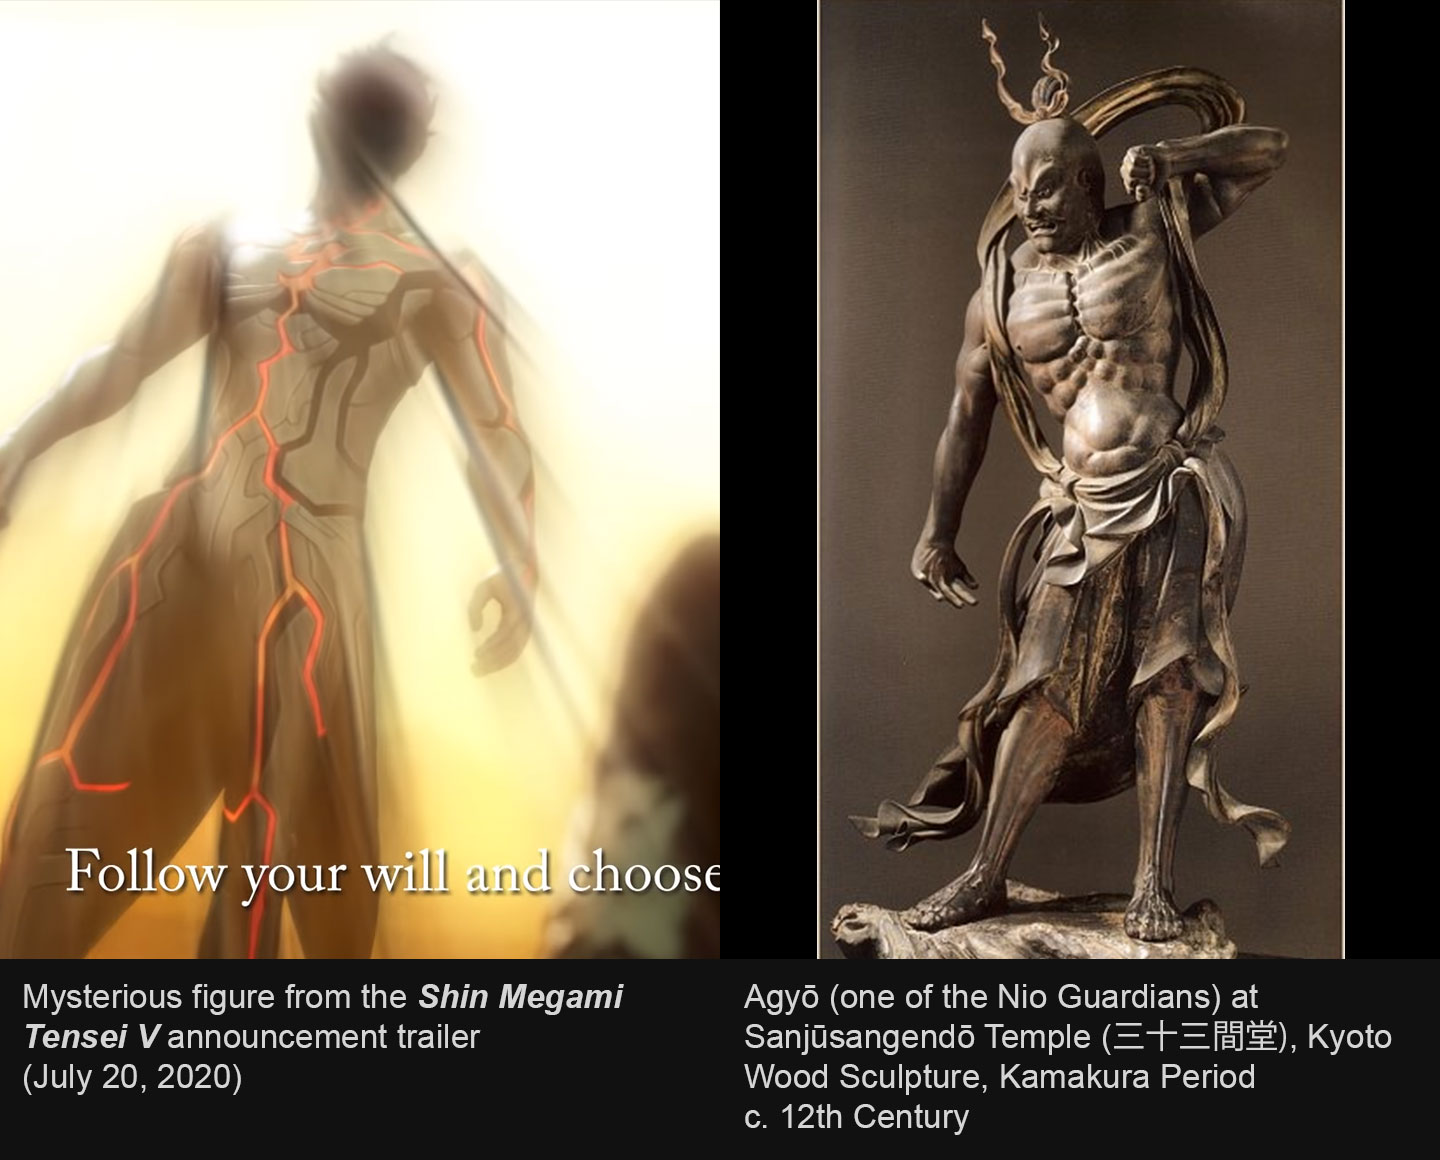 Follow your will and choose
Mysterious figure from the Shin Megami
Tensei V announcement trailer
(July 20, 2020)
Agyō (one of the Nio Guardians) at
Sanjūsangendō Temple (三十三間堂), Kyoto
Wood Sculpture, Kamakura Period
c. 12th Century